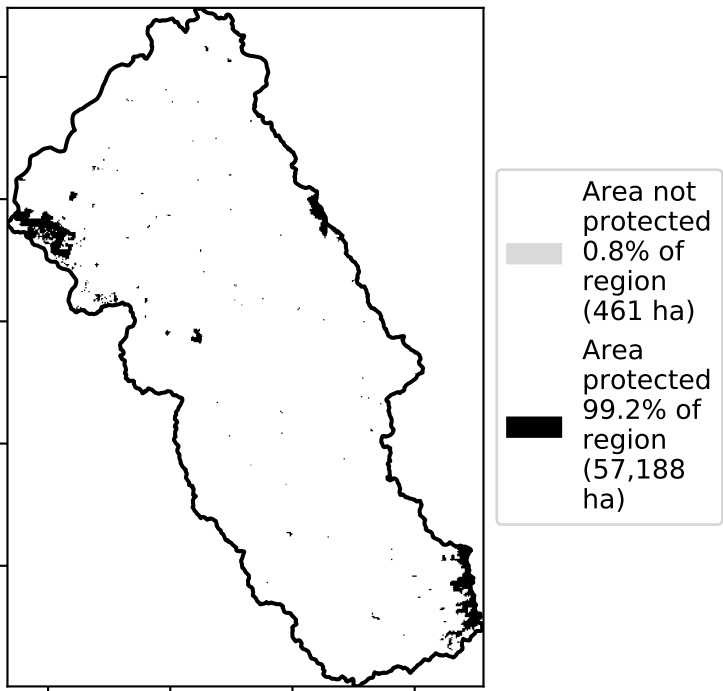 Area not
protected
0.8% of
region
(461 ha)
Area
protected
99.2% of
region
(57,188
ha)